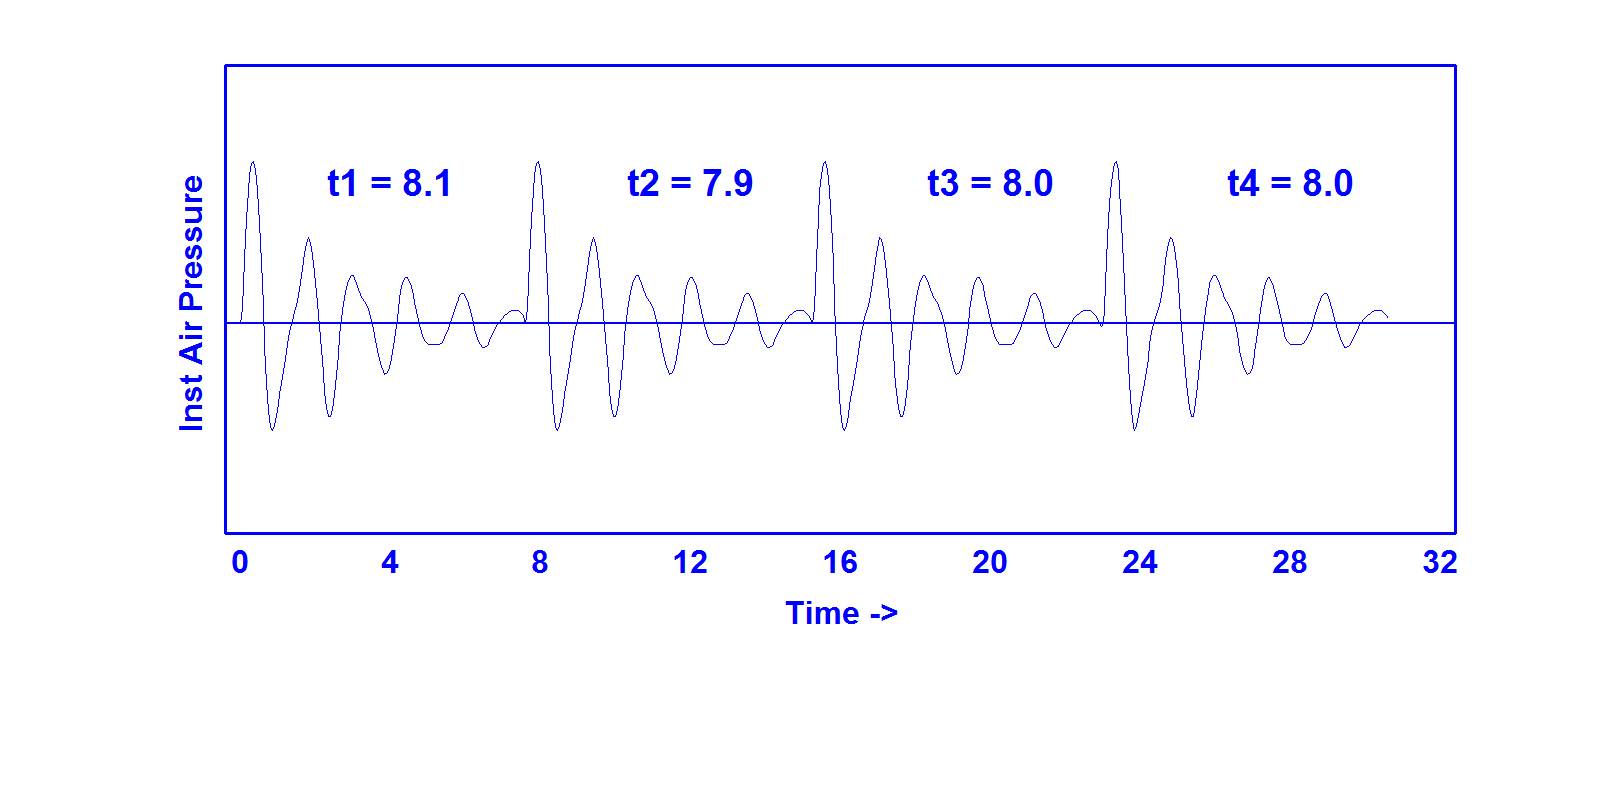 t1 = 8.1
t2 = 7.9
t3 = 8.0
t4 = 8.0
Inst Air Pressure
0 4 8 12 16 20 24 28 32
Time ->